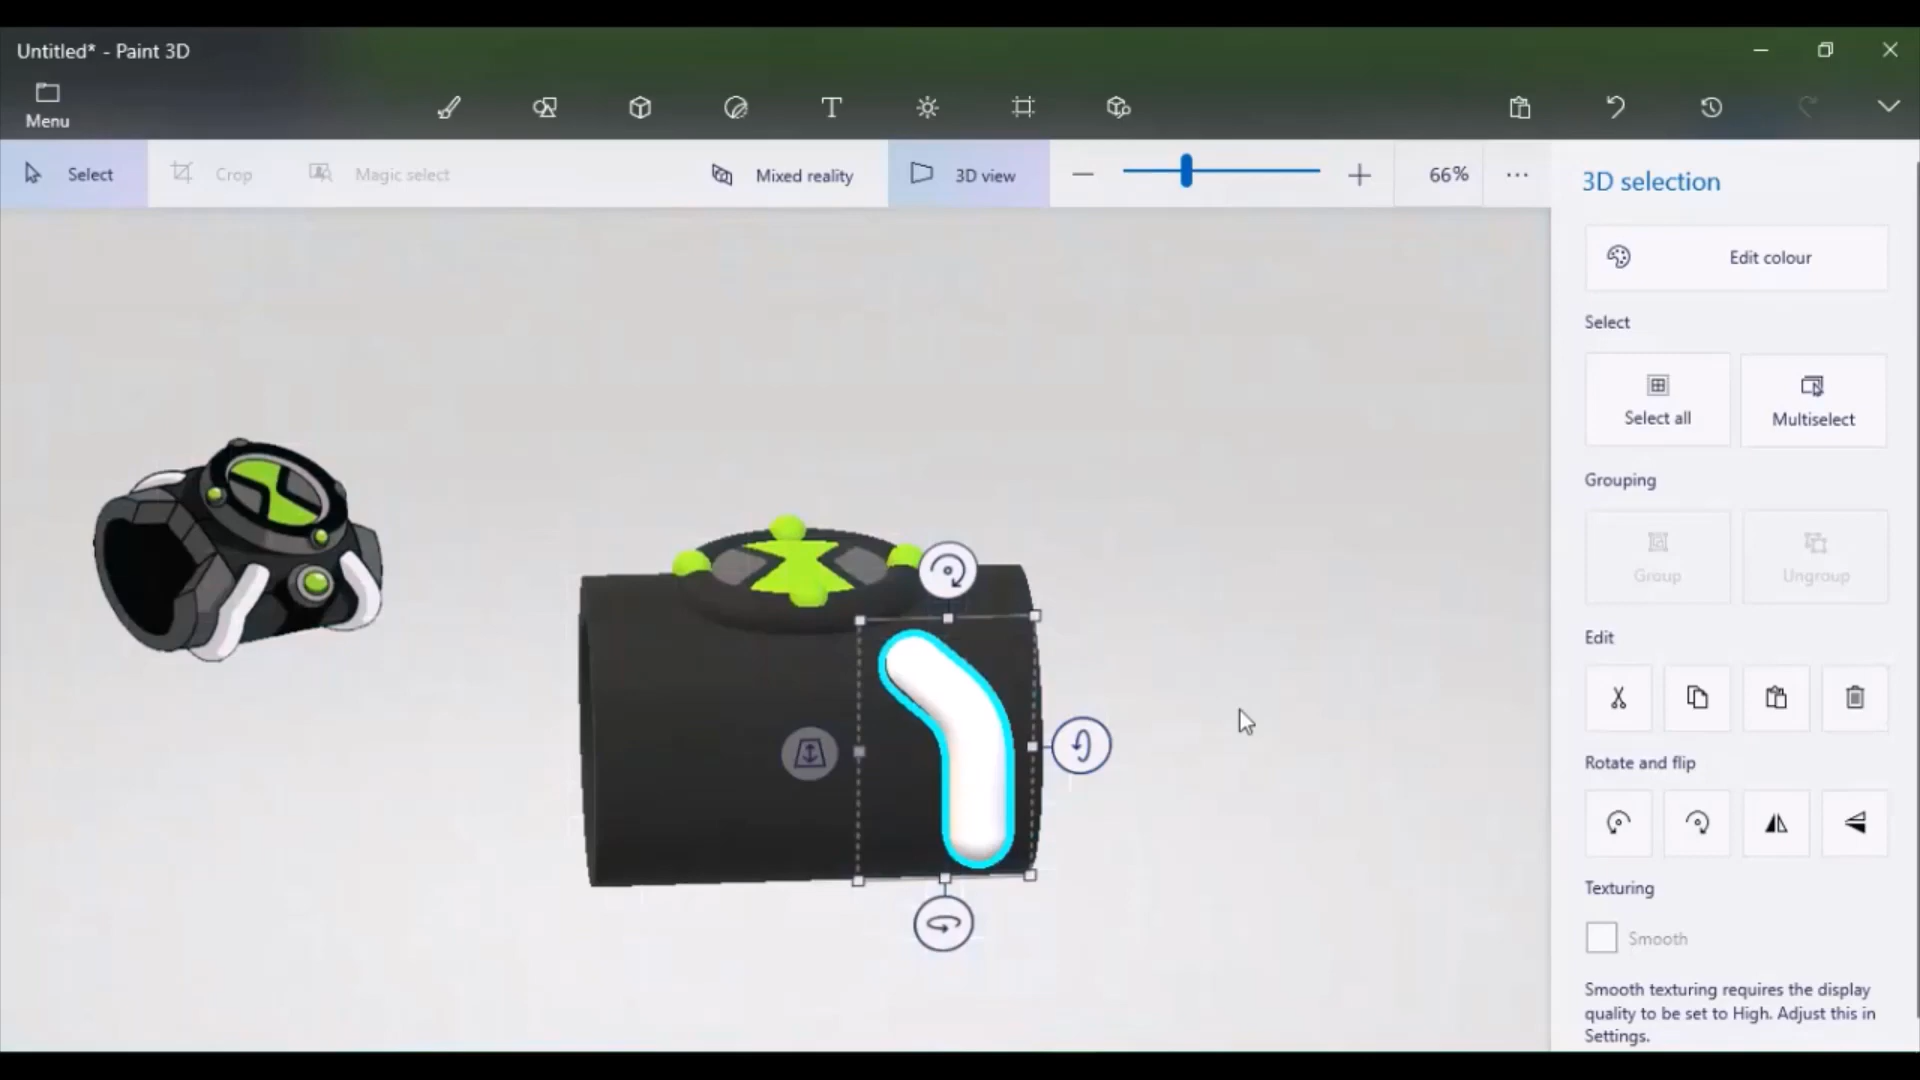 Untitled* - Paint 3D
Menu
Select
Crop
Magic select
Mixed reality
3D view
66%
3D selection
Edit colour
Select
Select all
Multiselect
Grouping
Group
Ungroup
Edit
Rotate and flip
Texturing
Smooth
Smooth texturing requires the display
quality to be set to High. Adjust this in
Settings.